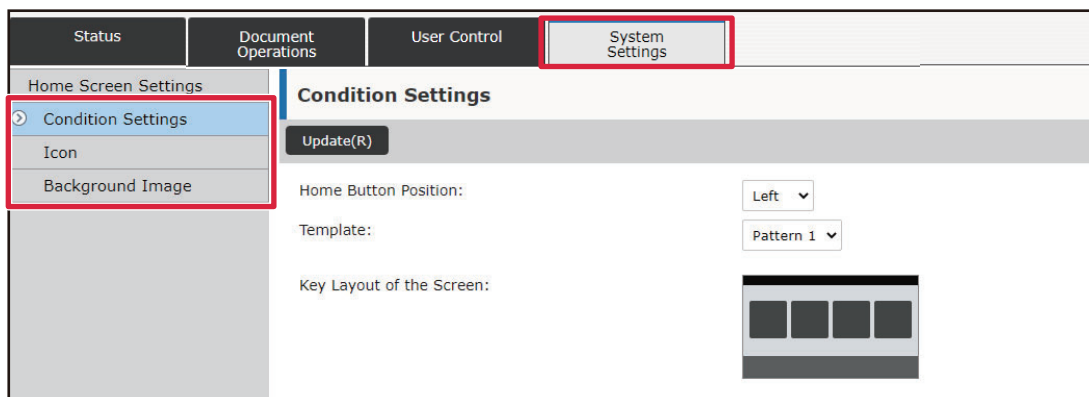 Status
Document
Operations
User Control
System
Settings
Home Screen Settings
Condition Settings
Icon
Background Image
Condition Settings
Update(R)
Home Button Position:
Left
Template:
Pattern 1
Key Layout of the Screen: